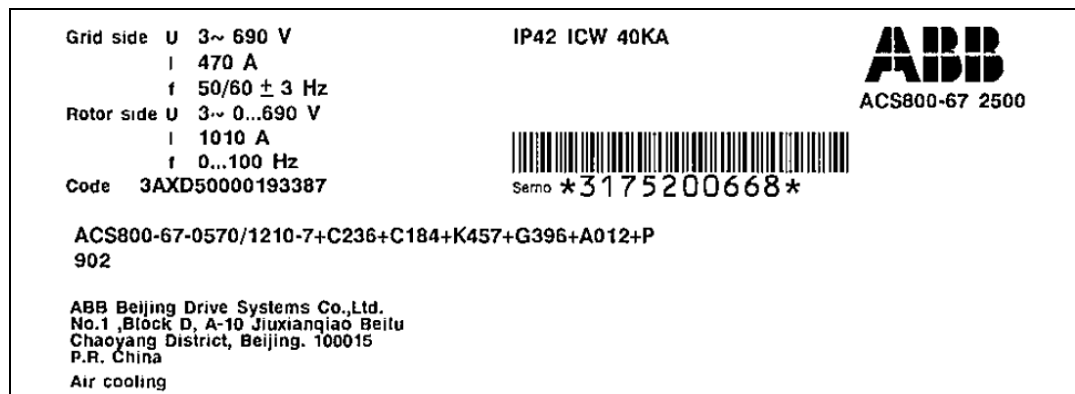 Grid side U 3~ 690 V
I 470 A
f 50/60 ± 3 Hz
Rotor side U 3~ 0...690 V
I 1010 A
f 0...100 Hz
Code 3AXD50000193387
IP42 ICW 40KA
ABB
ACS800-67 2500
Serno *3175200668*
ACS800-67-0570/1210-7+C236+C184+K457+G396+A012+P
902
ABB Beijing Drive Systems Co.,Ltd.
No.1 ,Block D, A-10 Jiuxianqiao Beilu
Chaoyang District, Beijing. 100015
P.R. China
Air cooling